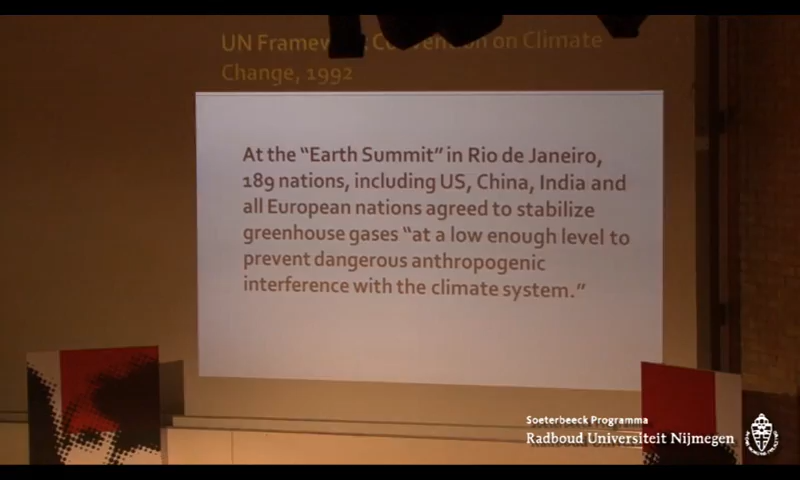 UN Framew Convention on Climate
Change, 1992
At the “Earth Summit” in Rio de Janeiro,
189 nations, including US, China, India and
all European nations agreed to stabilize
greenhouse gases “at a low enough level to
prevent dangerous anthropogenic
interference with the climate system.”
Soeterbeeck Programma
Radboud Universiteit Nijmegen